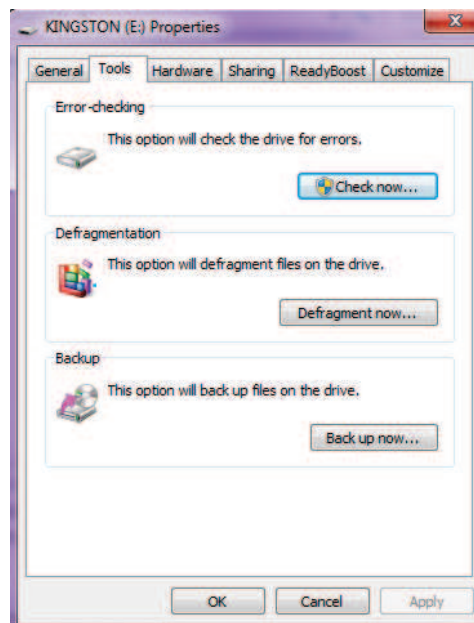 KINGSTON (E:) Properties
General Tools Hardware Sharing ReadyBoost Customize
Error-checking
This option will check the drive for errors.
Check now...
Defragmentation
This option will defragment files on the drive.
Defragment now...
Backup
This option will back up files on the drive.
Back up now...
OK Cancel Apply